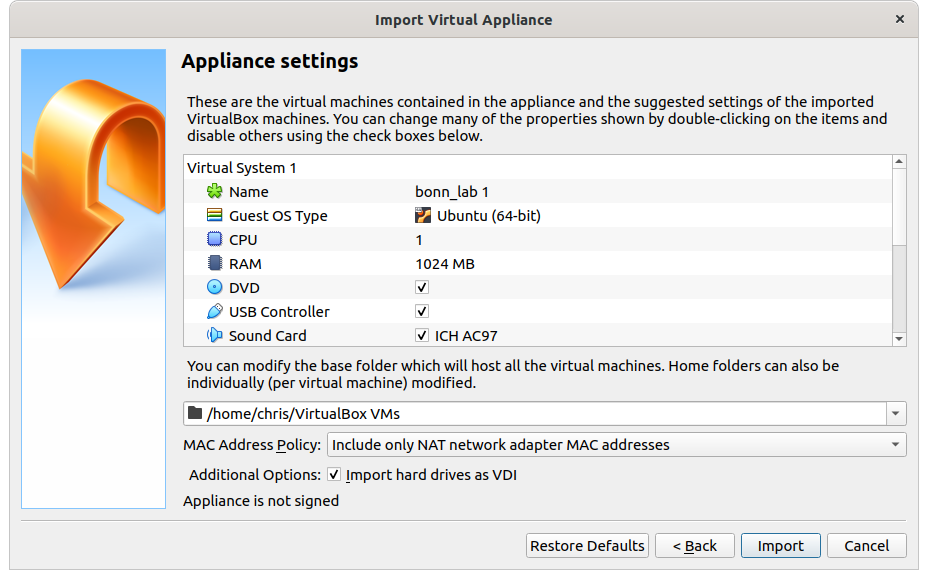 Import Virtual Appliance
Appliance settings
These are the virtual machines contained in the appliance and the suggested settings of the imported
VirtualBox machines. You can change many of the properties shown by double-clicking on the items and
disable others using the check boxes below.
Virtual System 1
Name bonn_lab 1
Guest OS Type Ubuntu (64-bit)
CPU 1
RAM 1024 MB
DVD
USB Controller
Sound Card ICH AC97
You can modify the base folder which will host all the virtual machines. Home folders can also be
individually (per virtual machine) modified.
/home/chris/VirtualBox VMs
MAC Address Policy: Include only NAT network adapter MAC addresses
Additional Options: Import hard drives as VDI
Appliance is not signed
Restore Defaults < Back Import Cancel